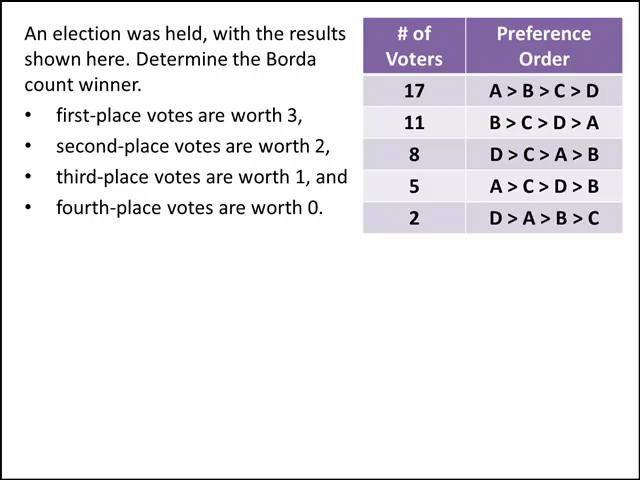 An election was held, with the results
shown here. Determine the Borda
count winner.
• first-place votes are worth 3,
• second-place votes are worth 2,
• third-place votes are worth 1, and
• fourth-place votes are worth 0.
# of Voters Preference Order
17 A > B > C > D
11 B > C > D > A
8 D > C > A > B
5 A > C > D > B
2 D > A > B > C